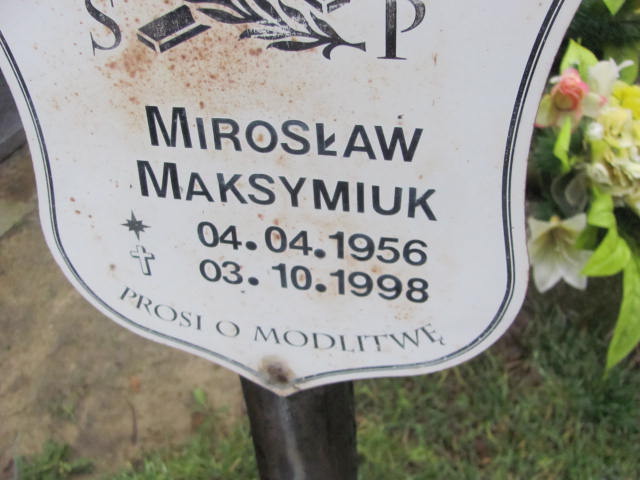 S P
MIROSŁAW
MAKSYMIUK
04.04.1956
03.10.1998
PROSI O MODLITWĘ